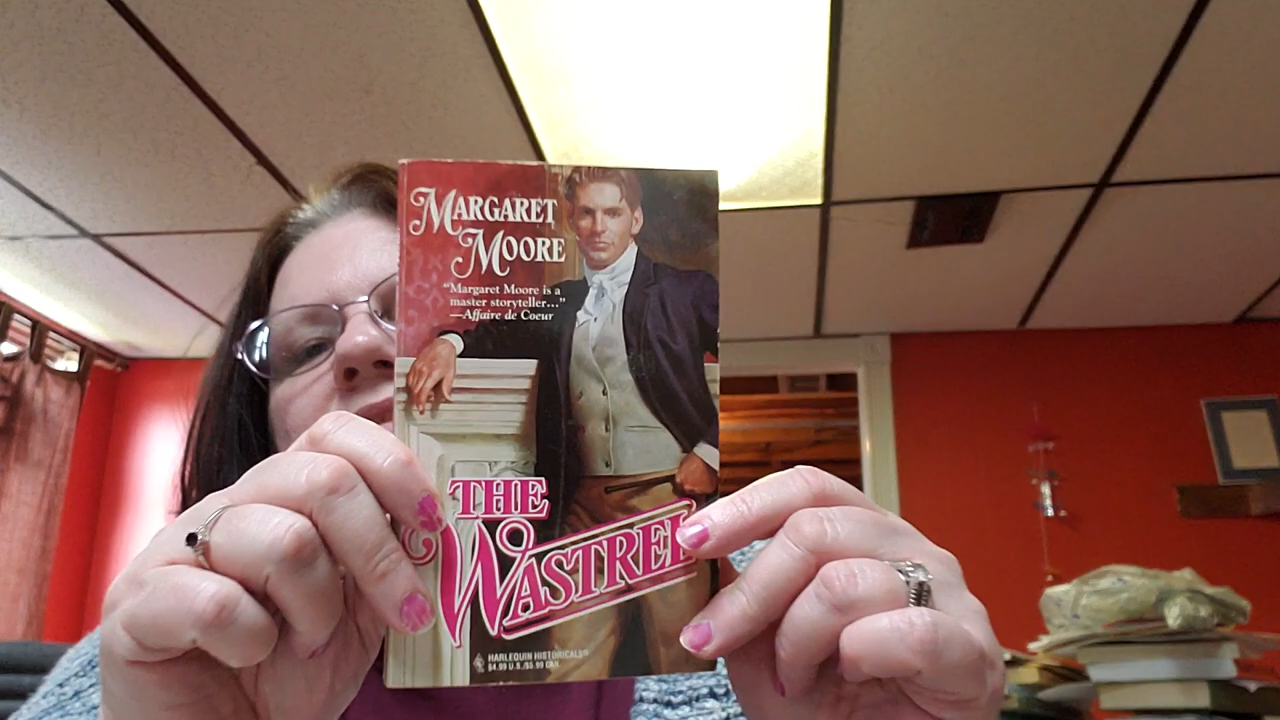 MARGARET
MOORE
“Margaret Moore is a
master storyteller...”
—Affaire de Coeur
THE
WASTREL
HARLEQUIN HISTORICALS®
$4.99 U.S./$5.99 CAN.